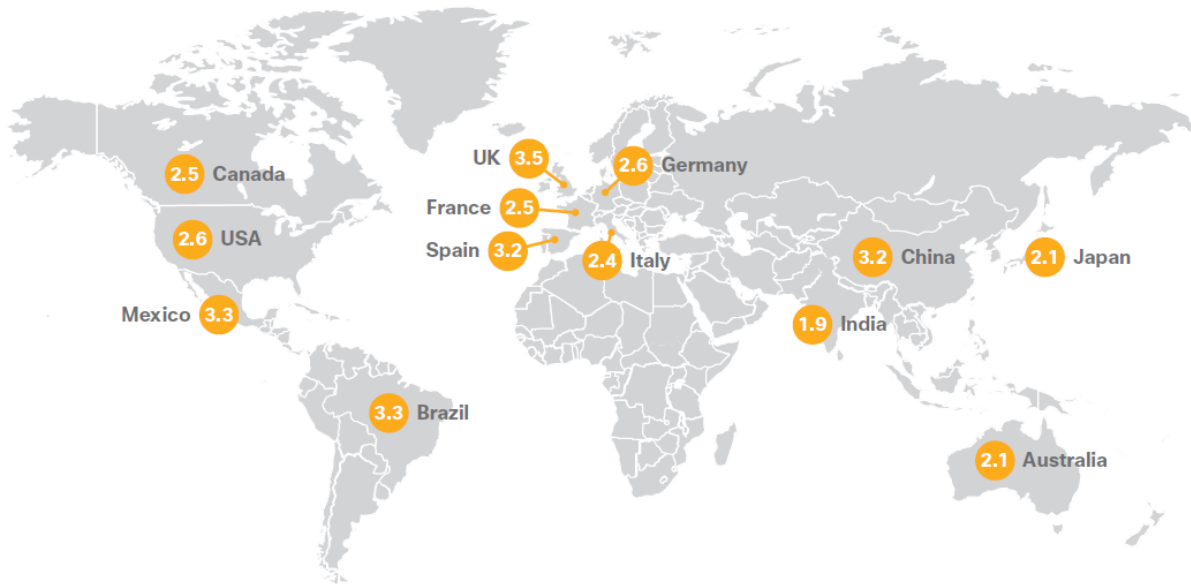 UK 3.5
2.6 Germany
2.5 Canada
France 2.5
2.6 USA
Spain 3.2
2.4 Italy
3.2 China
2.1 Japan
Mexico 3.3
1.9 India
3.3 Brazil
2.1 Australia